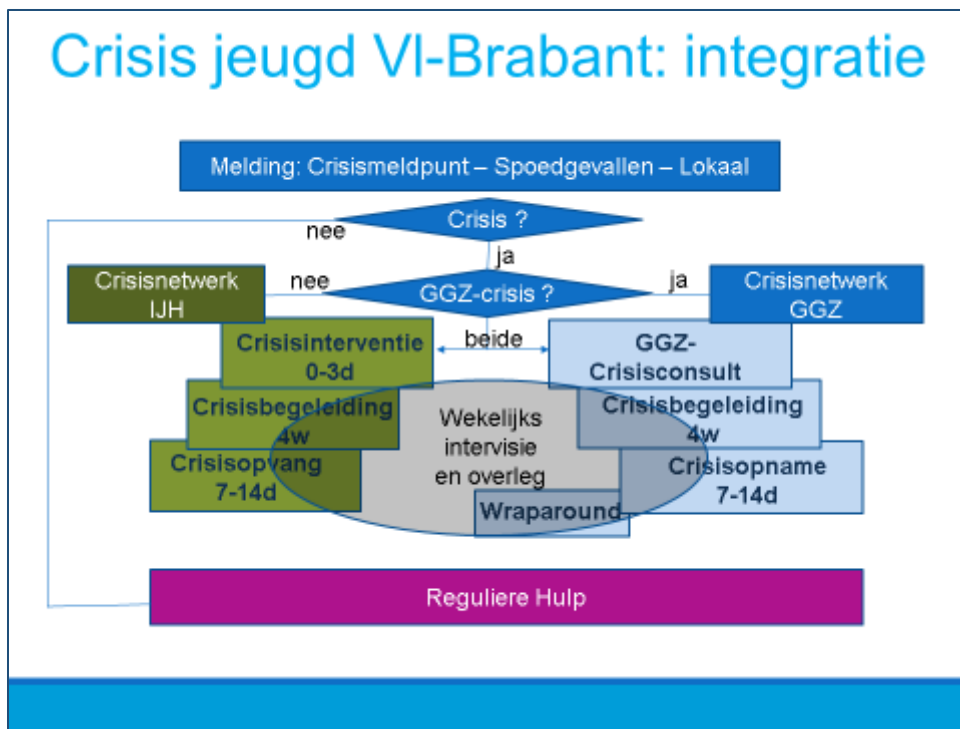 Crisis jeugd Vl-Brabant: integratie
Melding: Crisismeldpunt – Spoedgevallen – Lokaal
Crisis ?
nee
ja
Crisisnetwerk
IJH
nee
GGZ-crisis ?
ja
Crisisnetwerk
GGZ
beide
Crisisinterventie
0-3d
GGZ-
Crisisconsult
Crisisbegeleiding
4w
Wekelijks
intervisie
en overleg
Crisisbegeleiding
4w
Crisisopvang
7-14d
Crisisopname
7-14d
Wraparound
Reguliere Hulp